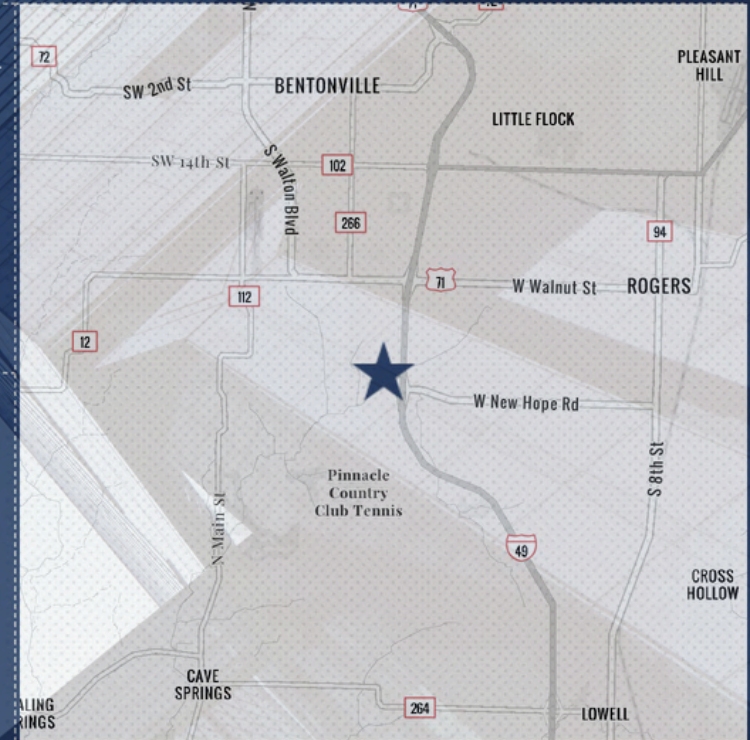 72
PLEASANT
HILL
SW 2nd St
BENTONVILLE
LITTLE FLOCK
SW 14th St
102
S Walton Blvd
266
94
71
W Walnut St
ROGERS
112
12
W New Hope Rd
Pinnacle
Country
Club Tennis
S 8th St
N Main St
49
CROSS
HOLLOW
CAVE
SPRINGS
264
LOWELL